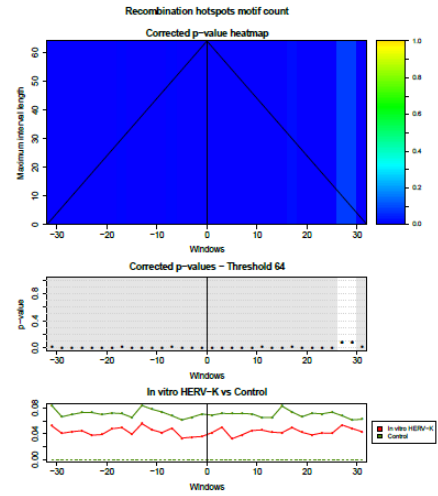 Recombination hotspots motif count
Corrected p-value heatmap
Maximum interval length
0 10 20 30 40 50 60
−30 −20 −10 0 10 20 30
Windows
0.0 0.2 0.4 0.6 0.8 1.0
Corrected p-values − Threshold 64
p-value
0.0 0.4 0.8
−30 −20 −10 0 10 20 30
Windows
In vitro HERV-K vs Control
0.00 0.04 0.08
−30 −20 −10 0 10 20 30
Windows
In vitro HERV-K
Control